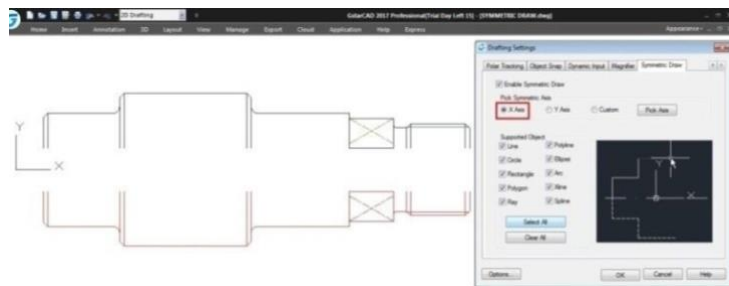 2D Drafting
GstarCAD 2017 Professional(Trial Day Left 15) - [SYMMETRIC DRAW.dwg]
Home Insert Annotation 3D Layout View Manage Export Cloud Application Help Express
Appearance
Drafting Settings
Polar Tracking Object Snap Dynamic Input Magnifier Symmetric Draw
Enable Symmetric Draw
Pick Symmetric Axis
X Axis Y Axis Custom Pick Axis
Supported Object
Line Polyline
Circle Ellipse
Rectangle Arc
Polygon Xline
Ray Spline
Select All
Clear All
Options... OK Cancel Help
Y
X
Y
X